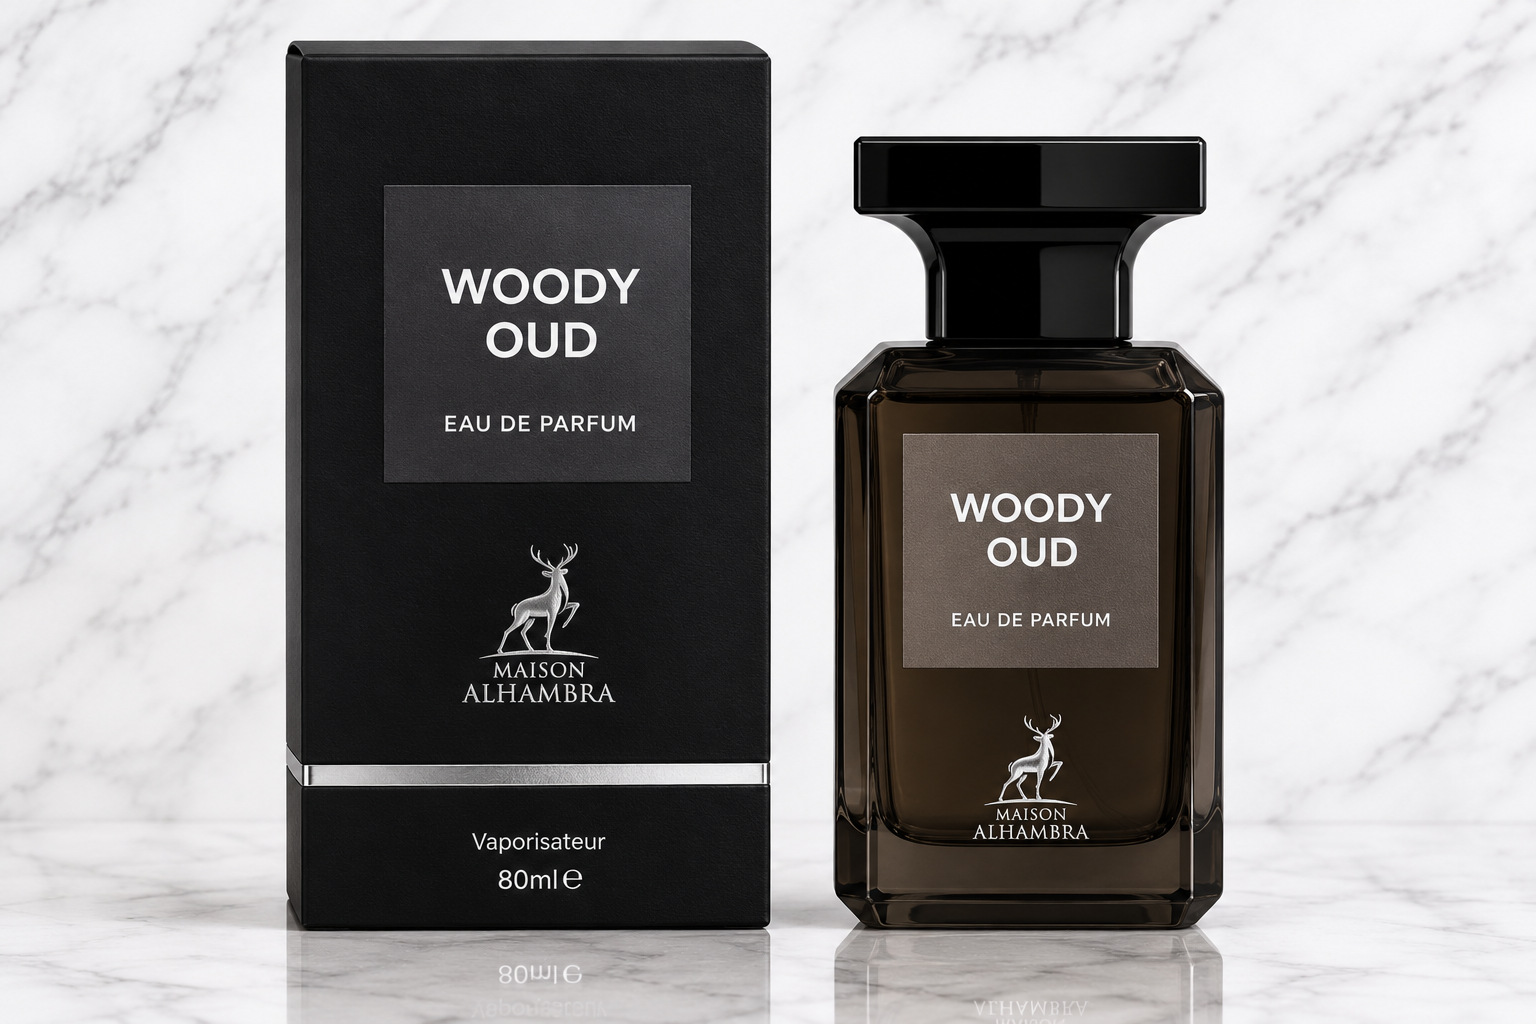 WOODY
OUD
EAU DE PARFUM
MAISON
ALHAMBRA
Vaporisateur
80ml ℮
WOODY
OUD
EAU DE PARFUM
MAISON
ALHAMBRA